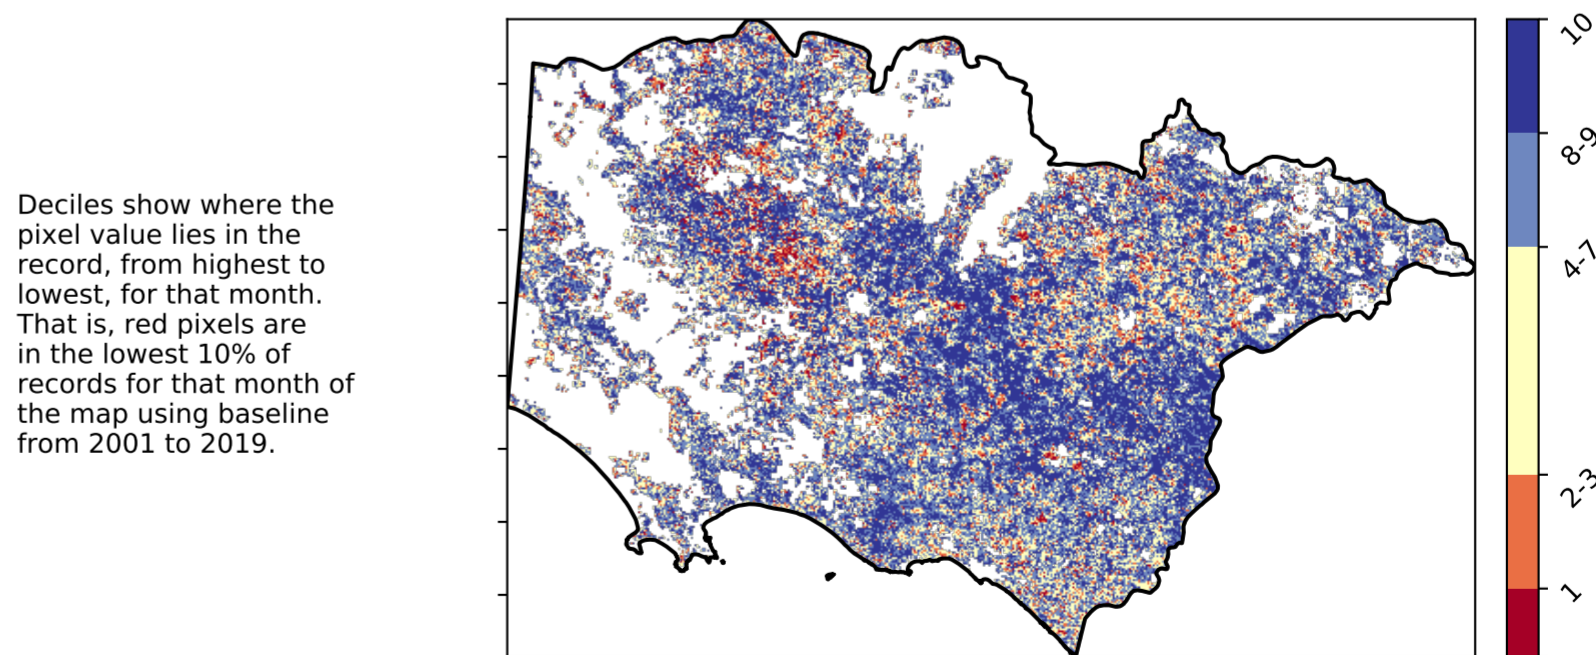 Deciles show where the
pixel value lies in the
record, from highest to
lowest, for that month.
That is, red pixels are
in the lowest 10% of
records for that month of
the map using baseline
from 2001 to 2019.
10
8-9
4-7
2-3
1